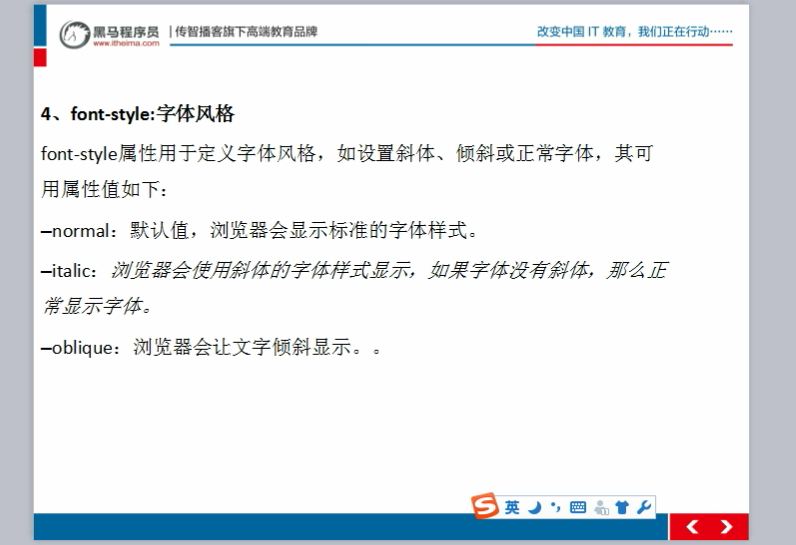 黑马程序员 | 传智播客旗下高端教育品牌 改变中国 IT 教育，我们正在行动······
www.itheima.com
4、font-style:字体风格
font-style属性用于定义字体风格，如设置斜体、倾斜或正常字体，其可
用属性值如下：
–normal：默认值，浏览器会显示标准的字体样式。
–italic：浏览器会使用斜体的字体样式显示，如果字体没有斜体，那么正
常显示字体。
–oblique：浏览器会让文字倾斜显示。。
S 英